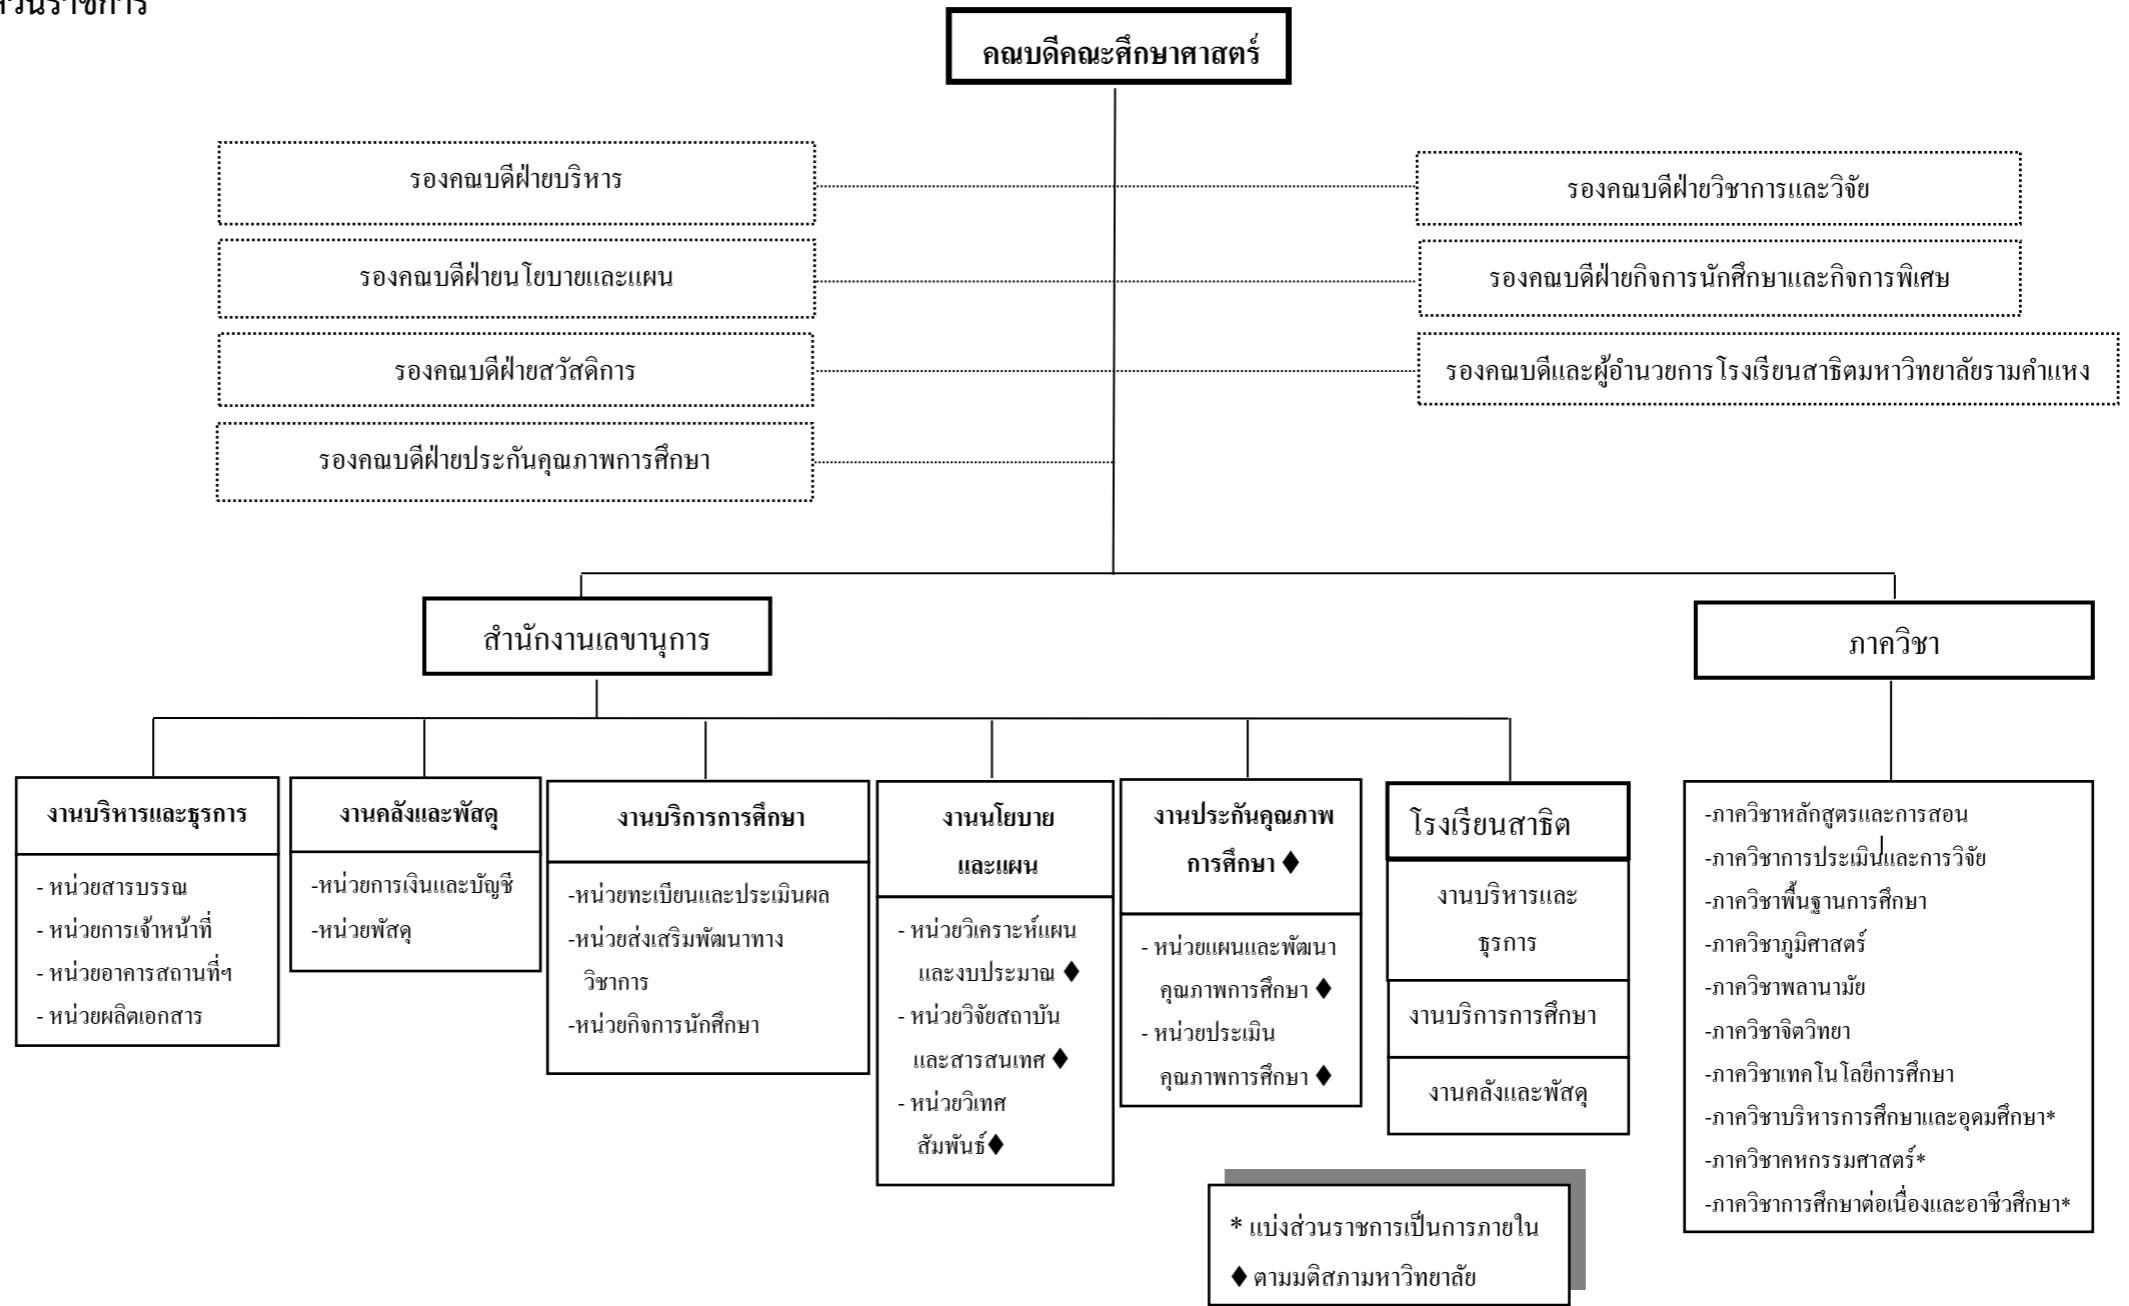 ส่วนราชการ
คณบดีคณะศึกษาศาสตร์
รองคณบดีฝ่ายบริหาร
รองคณบดีฝ่ายวิชาการและวิจัย
รองคณบดีฝ่ายนโยบายและแผน
รองคณบดีฝ่ายกิจการนักศึกษาและกิจการพิเศษ
รองคณบดีฝ่ายสวัสดิการ
รองคณบดีและผู้อำนวยการโรงเรียนสาธิตมหาวิทยาลัยรามคำแหง
รองคณบดีฝ่ายประกันคุณภาพการศึกษา
สำนักงานเลขานุการ
ภาควิชา
งานบริหารและธุรการ
- หน่วยสารบรรณ
- หน่วยการเจ้าหน้าที่
- หน่วยอาคารสถานที่ฯ
- หน่วยผลิตเอกสาร
งานคลังและพัสดุ
-หน่วยการเงินและบัญชี
-หน่วยพัสดุ
งานบริการการศึกษา
-หน่วยทะเบียนและประเมินผล
-หน่วยส่งเสริมพัฒนาทาง
วิชาการ
-หน่วยกิจการนักศึกษา
งานนโยบาย
และแผน
- หน่วยวิเคราะห์แผน
และงบประมาณ ♦
- หน่วยวิจัยสถาบัน
และสารสนเทศ ♦
- หน่วยวิเทศ
สัมพันธ์♦
งานประกันคุณภาพ
การศึกษา ♦
- หน่วยแผนและพัฒนา
คุณภาพการศึกษา ♦
- หน่วยประเมิน
คุณภาพการศึกษา ♦
โรงเรียนสาธิต
งานบริหารและ
ธุรการ
งานบริการการศึกษา
งานคลังและพัสดุ
-ภาควิชาหลักสูตรและการสอน
-ภาควิชาการประเมินและการวิจัย
-ภาควิชาพื้นฐานการศึกษา
-ภาควิชาภูมิศาสตร์
-ภาควิชาพลานามัย
-ภาควิชาจิตวิทยา
-ภาควิชาเทคโนโลยีการศึกษา
-ภาควิชาบริหารการศึกษาและอุดมศึกษา*
-ภาควิชาคหกรรมศาสตร์*
-ภาควิชาการศึกษาต่อเนื่องและอาชีวศึกษา*
* แบ่งส่วนราชการเป็นการภายใน
♦ ตามมติสภามหาวิทยาลัย